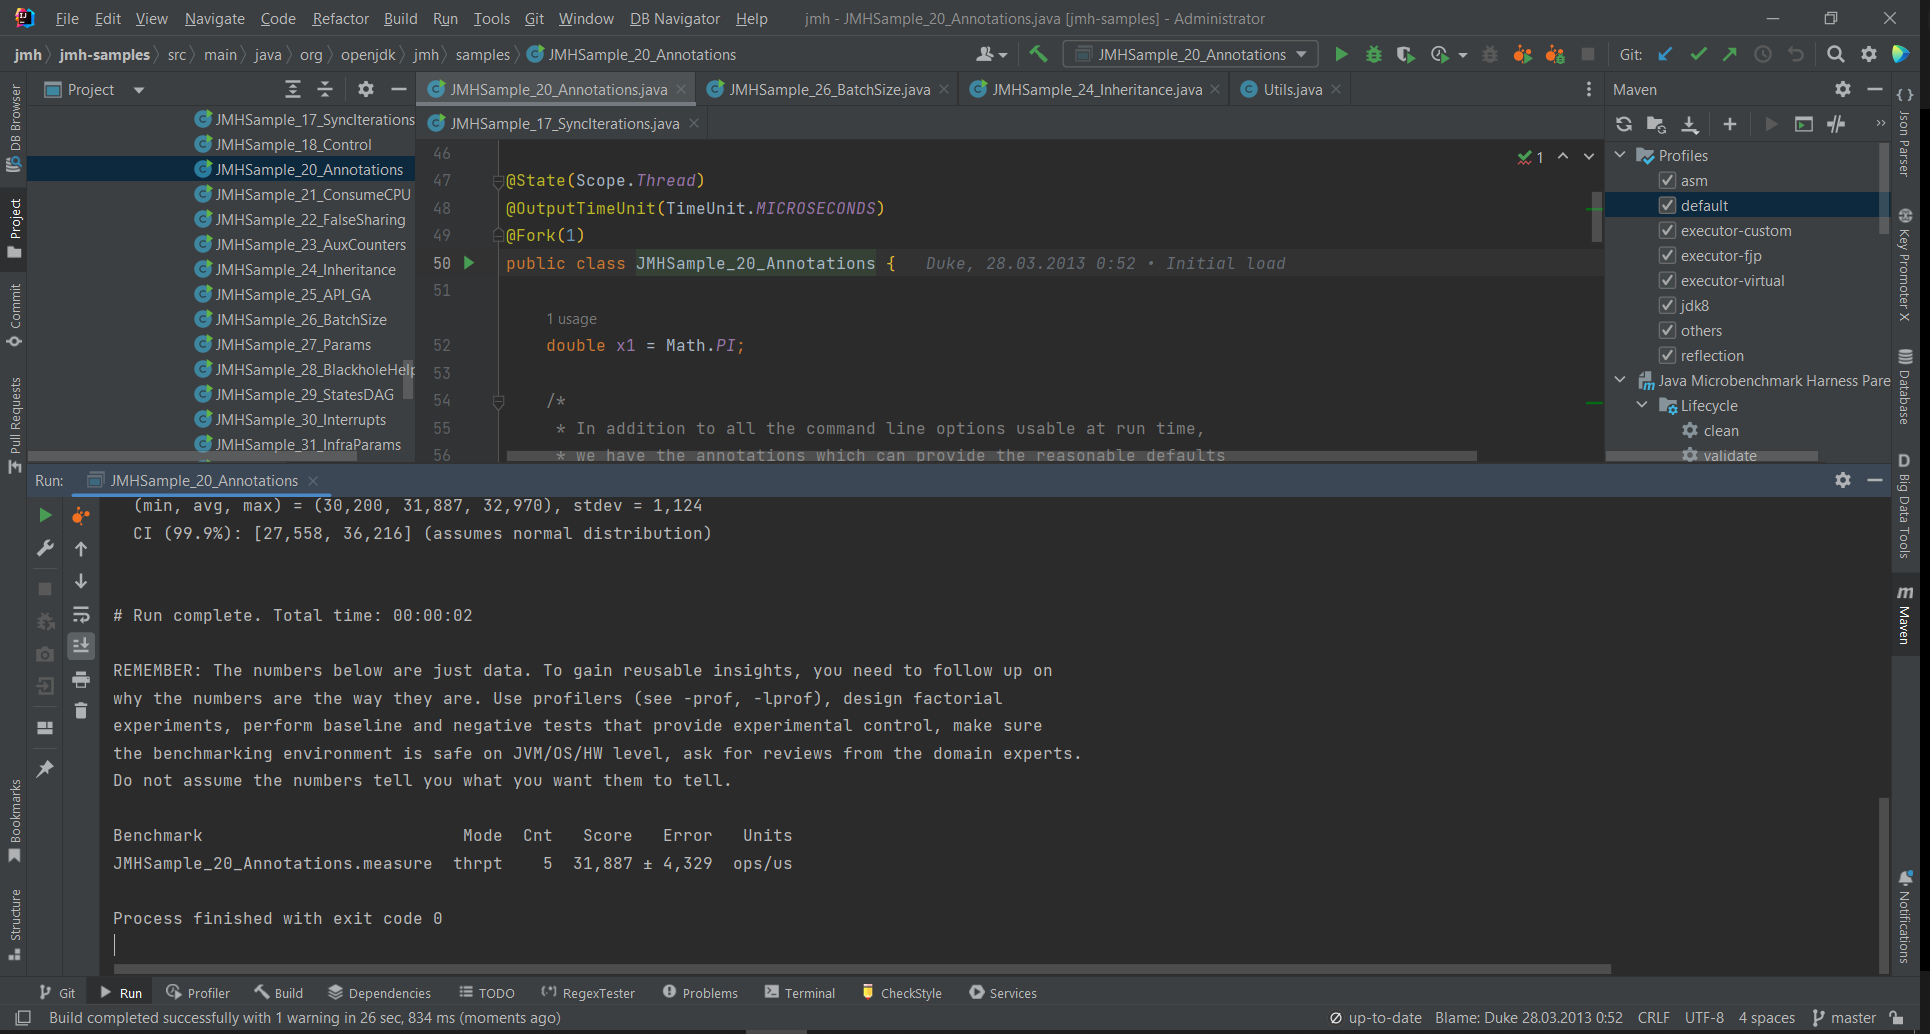 File Edit View Navigate Code Refactor Build Run Tools Git Window DB Navigator Help jmh - JMHSample_20_Annotations.java [jmh-samples] - Administrator
jmh jmh-samples src main java org openjdk jmh samples JMHSample_20_Annotations JMHSample_20_Annotations Git:
Project
JMHSample_17_SyncIterations
JMHSample_18_Control
JMHSample_20_Annotations
JMHSample_21_ConsumeCPU
JMHSample_22_FalseSharing
JMHSample_23_AuxCounters
JMHSample_24_Inheritance
JMHSample_25_API_GA
JMHSample_26_BatchSize
JMHSample_27_Params
JMHSample_28_BlackholeHelp
JMHSample_29_StatesDAG
JMHSample_30_Interrupts
JMHSample_31_InfraParams
JMHSample_20_Annotations.java JMHSample_26_BatchSize.java JMHSample_24_Inheritance.java Utils.java
JMHSample_17_SyncIterations.java
46
47 @State(Scope.Thread)
48 @OutputTimeUnit(TimeUnit.MICROSECONDS)
49 @Fork(1)
50 public class JMHSample_20_Annotations { Duke, 28.03.2013 0:52 • Initial load
51
1 usage
52 double x1 = Math.PI;
53
54 /*
55 * In addition to all the command line options usable at run time,
56 * we have the annotations which can provide the reasonable defaults
1
Maven
Profiles
asm
default
executor-custom
executor-fjp
executor-virtual
jdk8
others
reflection
Java Microbenchmark Harness Pare
Lifecycle
clean
validate
DB Browser
Project
Commit
Pull Requests
Bookmarks
Structure
Json Parser
Key Promoter X
Database
Big Data Tools
Maven
Notifications
Run: JMHSample_20_Annotations
(min, avg, max) = (30,200, 31,887, 32,970), stdev = 1,124
CI (99.9%): [27,558, 36,216] (assumes normal distribution)
# Run complete. Total time: 00:00:02
REMEMBER: The numbers below are just data. To gain reusable insights, you need to follow up on
why the numbers are the way they are. Use profilers (see -prof, -lprof), design factorial
experiments, perform baseline and negative tests that provide experimental control, make sure
the benchmarking environment is safe on JVM/OS/HW level, ask for reviews from the domain experts.
Do not assume the numbers tell you what you want them to tell.
Benchmark Mode Cnt Score Error Units
JMHSample_20_Annotations.measure thrpt 5 31,887 ± 4,329 ops/us
Process finished with exit code 0
Git Run Profiler Build Dependencies TODO RegexTester Problems Terminal CheckStyle Services
Build completed successfully with 1 warning in 26 sec, 834 ms (moments ago) up-to-date Blame: Duke 28.03.2013 0:52 CRLF UTF-8 4 spaces master